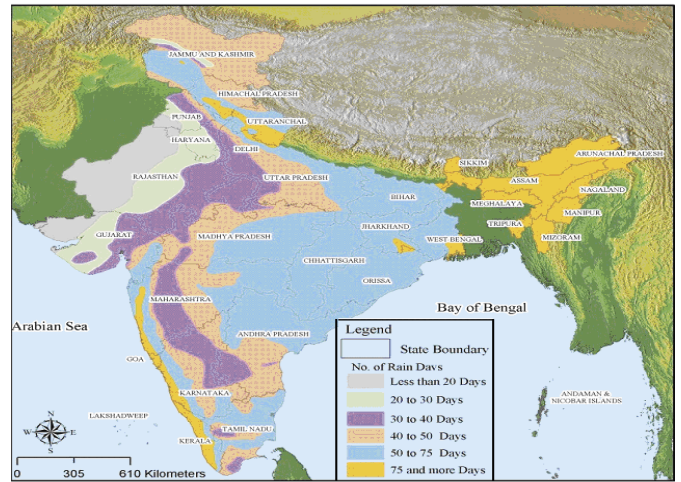 JAMMU AND KASHMIR
HIMACHAL PRADESH
PUNJAB
UTTARANCHAL
HARYANA
DELHI
ARUNACHAL PRADESH
SIKKIM
RAJASTHAN
UTTAR PRADESH
ASSAM
NAGALAND
BIHAR
MEGHALAYA
MANIPUR
JHARKHAND
TRIPURA
GUJARAT
MADHYA PRADESH
WEST BENGAL
MIZORAM
CHHATTISGARH
ORISSA
MAHARASHTRA
Bay of Bengal
Arabian Sea
ANDHRA PRADESH
GOA
KARNATAKA
LAKSHADWEEP
TAMIL NADU
KERALA
ANDAMAN &
NICOBAR ISLANDS
Legend
State Boundary
No. of Rain Days
Less than 20 Days
20 to 30 Days
30 to 40 Days
40 to 50 Days
50 to 75 Days
75 and more Days
N
W E
S
0 305 610 Kilometers